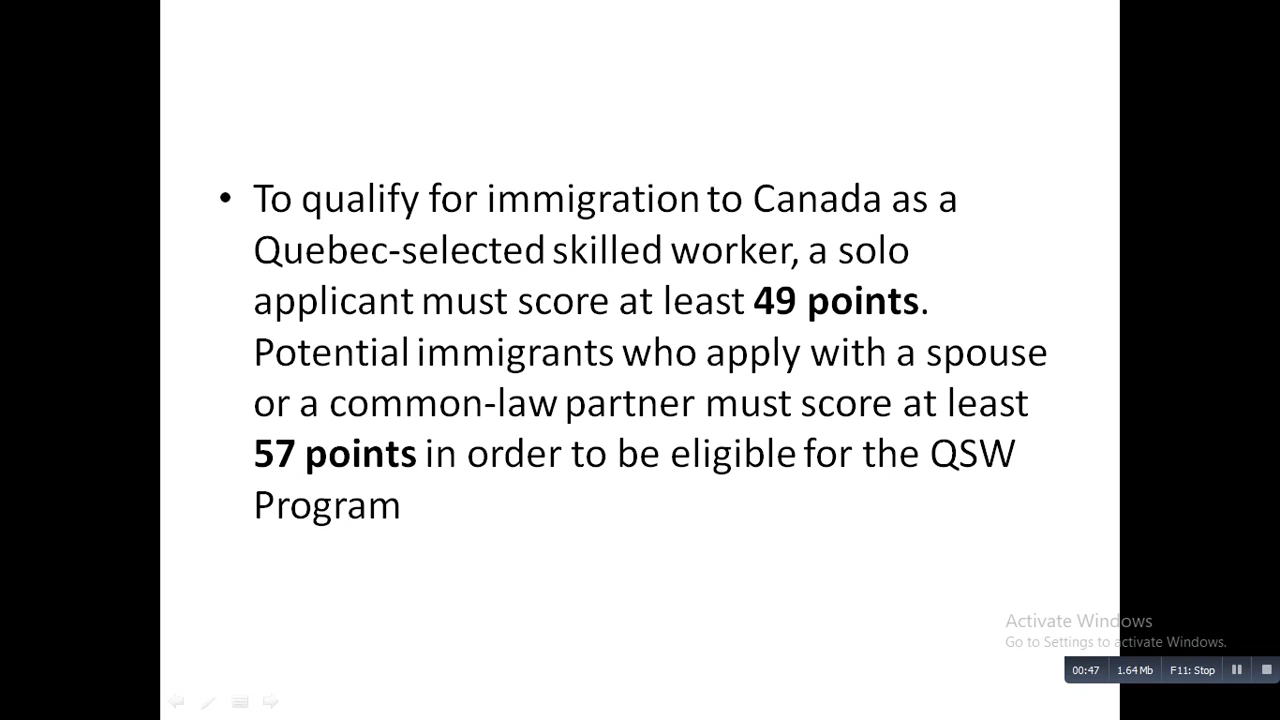 • To qualify for immigration to Canada as a
Quebec-selected skilled worker, a solo
applicant must score at least 49 points.
Potential immigrants who apply with a spouse
or a common-law partner must score at least
57 points in order to be eligible for the QSW
Program
Activate Windows
Go to Settings to activate Windows.
00:47 1.64 Mb F11: Stop